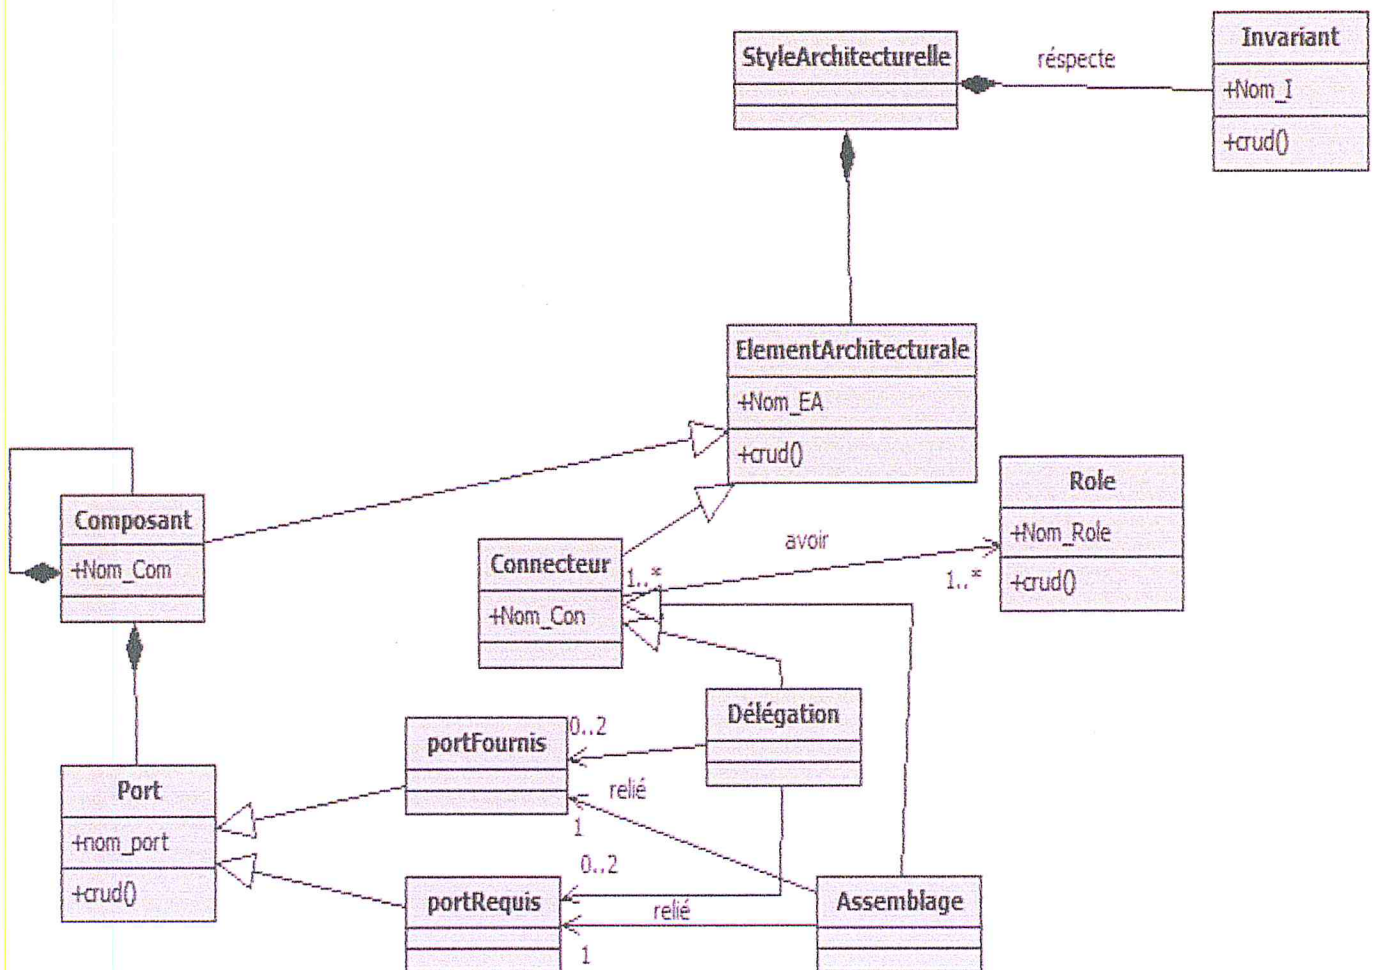 StyleArchitecturelle
réspecte
Invariant
+Nom_I
+crud()
ElementArchitecturale
+Nom_EA
+crud()
Composant
+Nom_Com
Connecteur
+Nom_Con
1..*
avoir
1..*
Role
+Nom_Role
+crud()
Délégation
portFournis
0..2
relié
1
Port
+nom_port
+crud()
0..2
portRequis
relié
1
Assemblage